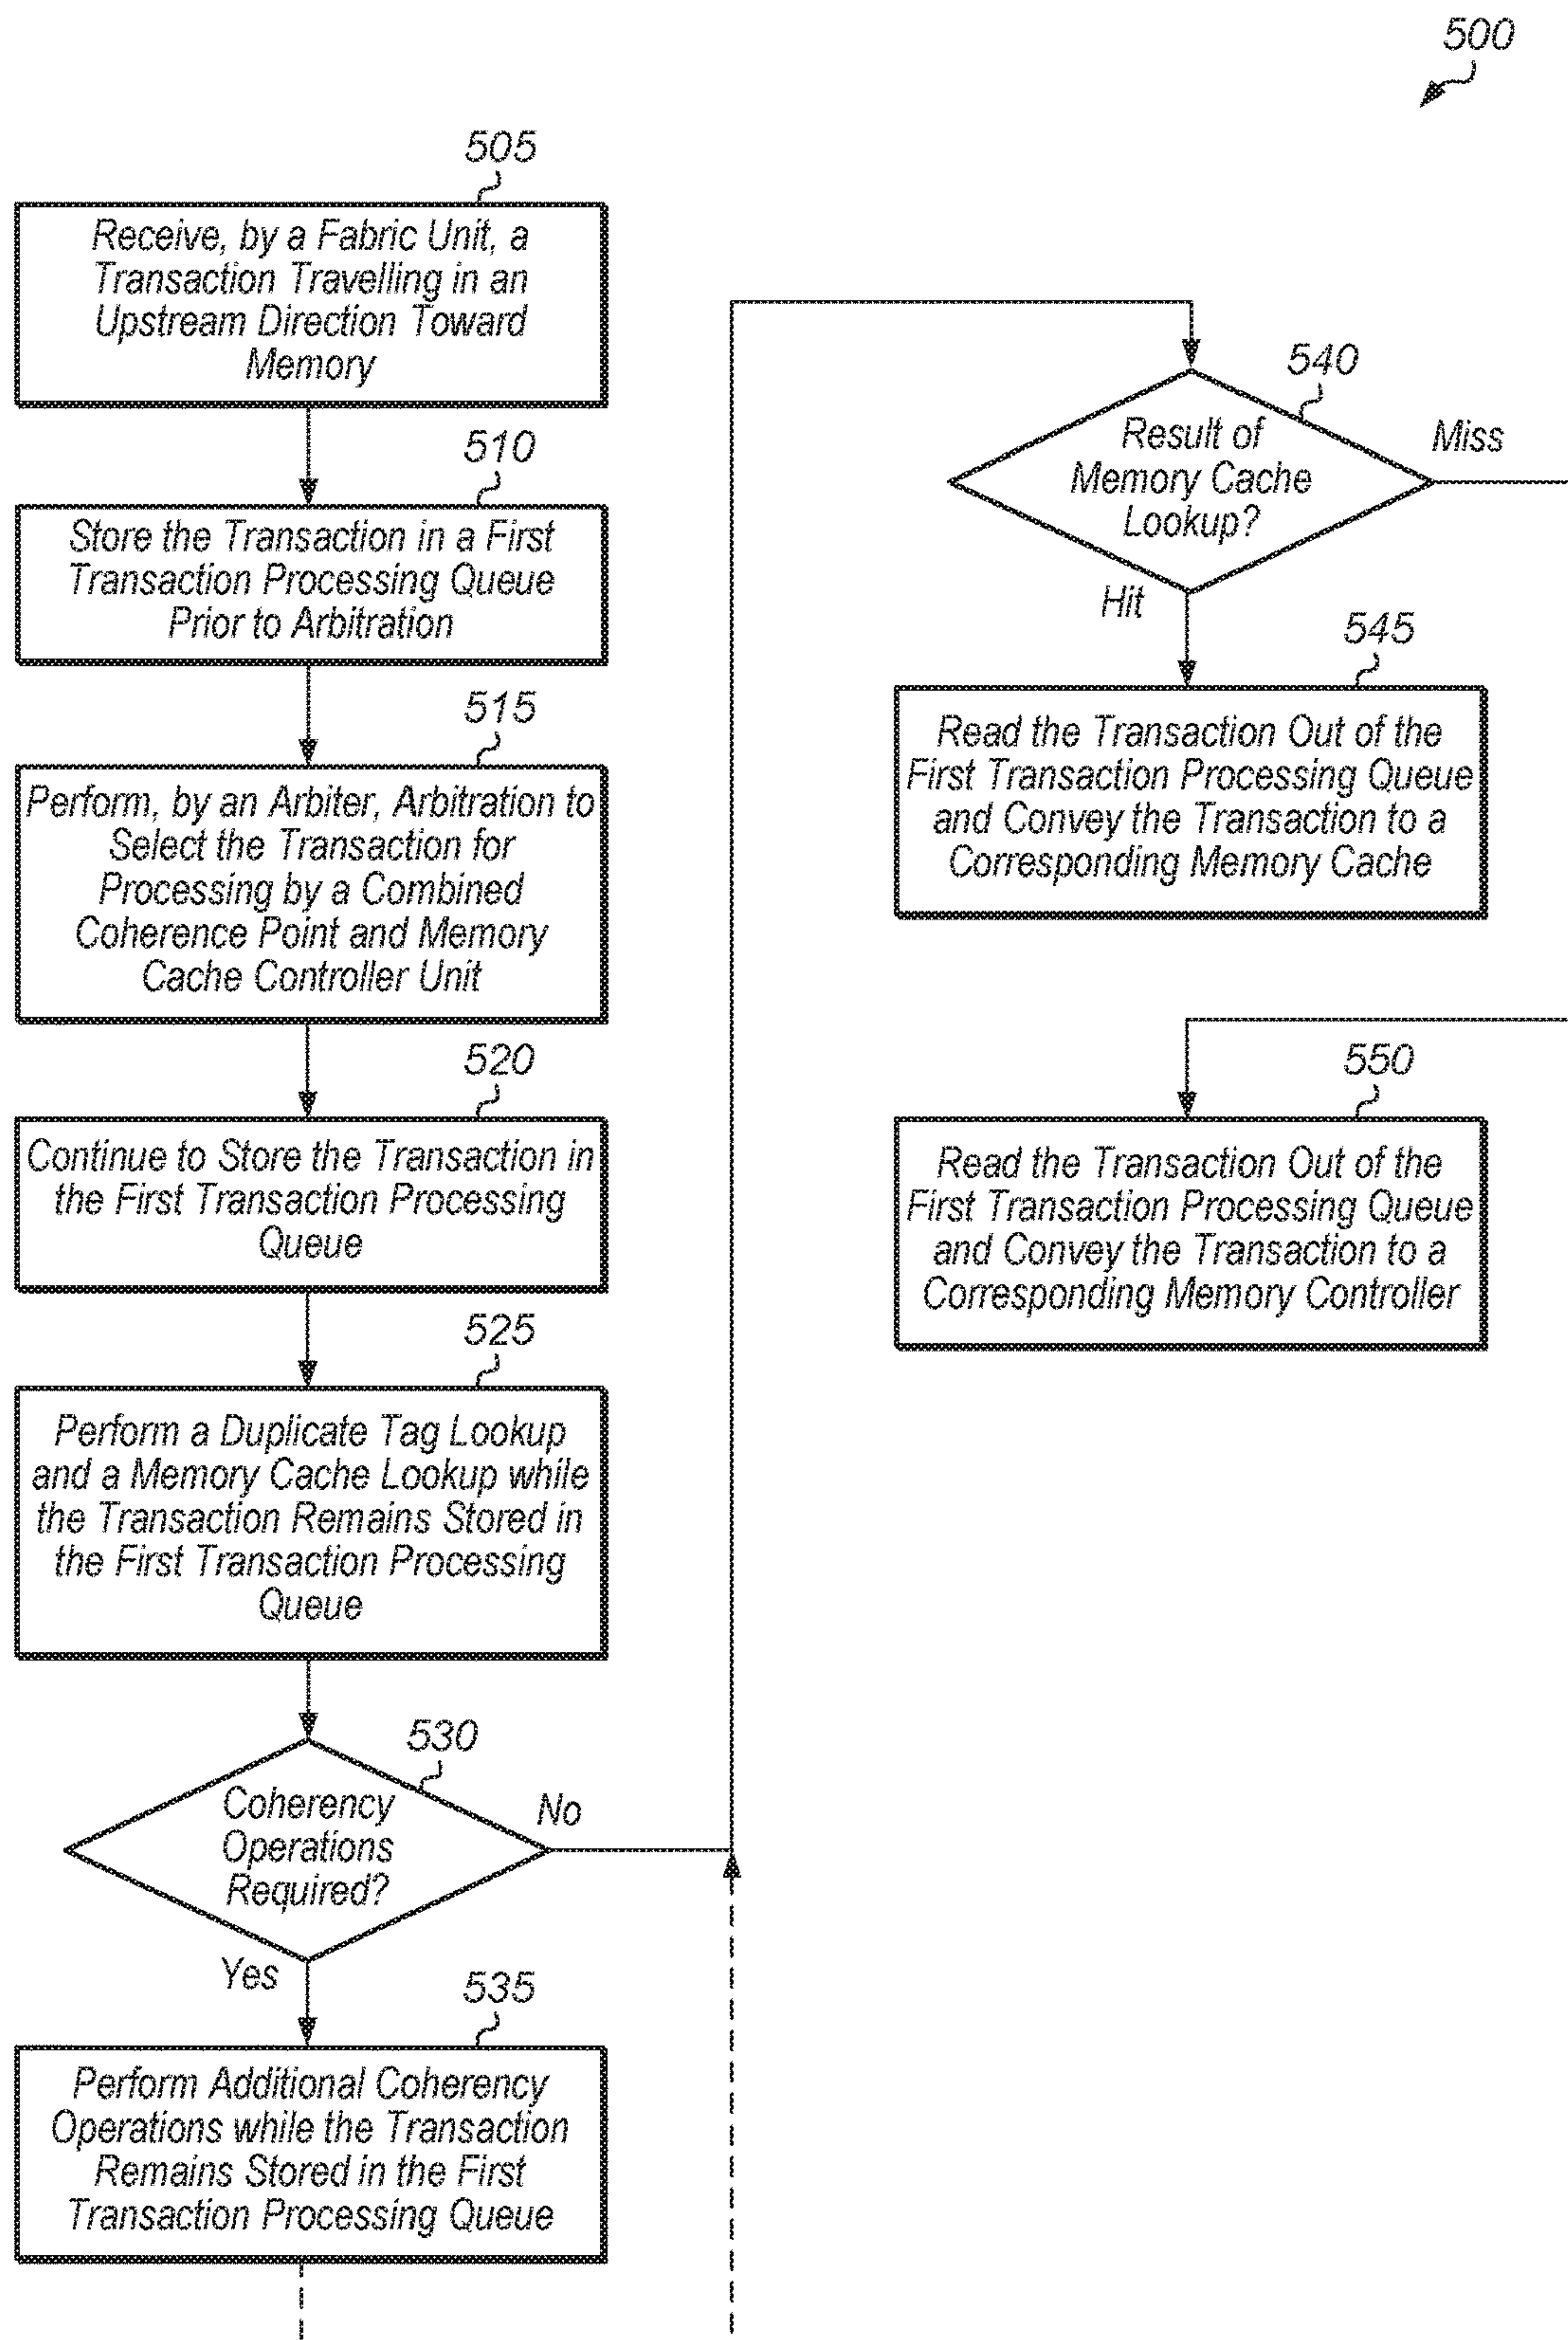 500
505
Receive, by a Fabric Unit, a
Transaction Travelling in an
Upstream Direction Toward
Memory
510
Store the Transaction in a First
Transaction Processing Queue
Prior to Arbitration
515
Perform, by an Arbiter, Arbitration to
Select the Transaction for
Processing by a Combined
Coherence Point and Memory
Cache Controller Unit
520
Continue to Store the Transaction in
the First Transaction Processing
Queue
525
Perform a Duplicate Tag Lookup
and a Memory Cache Lookup while
the Transaction Remains Stored in
the First Transaction Processing
Queue
530
Coherency
Operations
Required?
No
Yes
535
Perform Additional Coherency
Operations while the Transaction
Remains Stored in the First
Transaction Processing Queue
540
Result of
Memory Cache
Lookup?
Miss
Hit
545
Read the Transaction Out of the
First Transaction Processing Queue
and Convey the Transaction to a
Corresponding Memory Cache
550
Read the Transaction Out of the
First Transaction Processing Queue
and Convey the Transaction to a
Corresponding Memory Controller